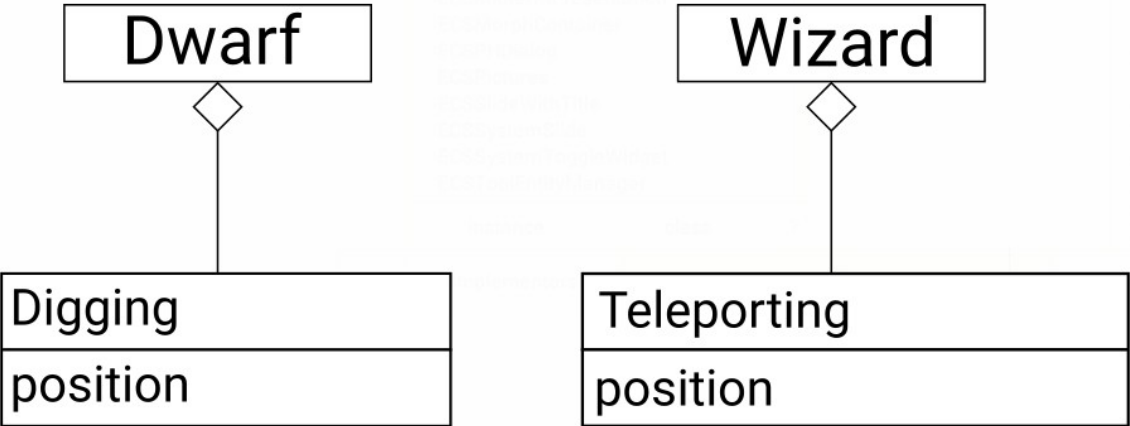 Dwarf
Wizard
Digging
position
Teleporting
position